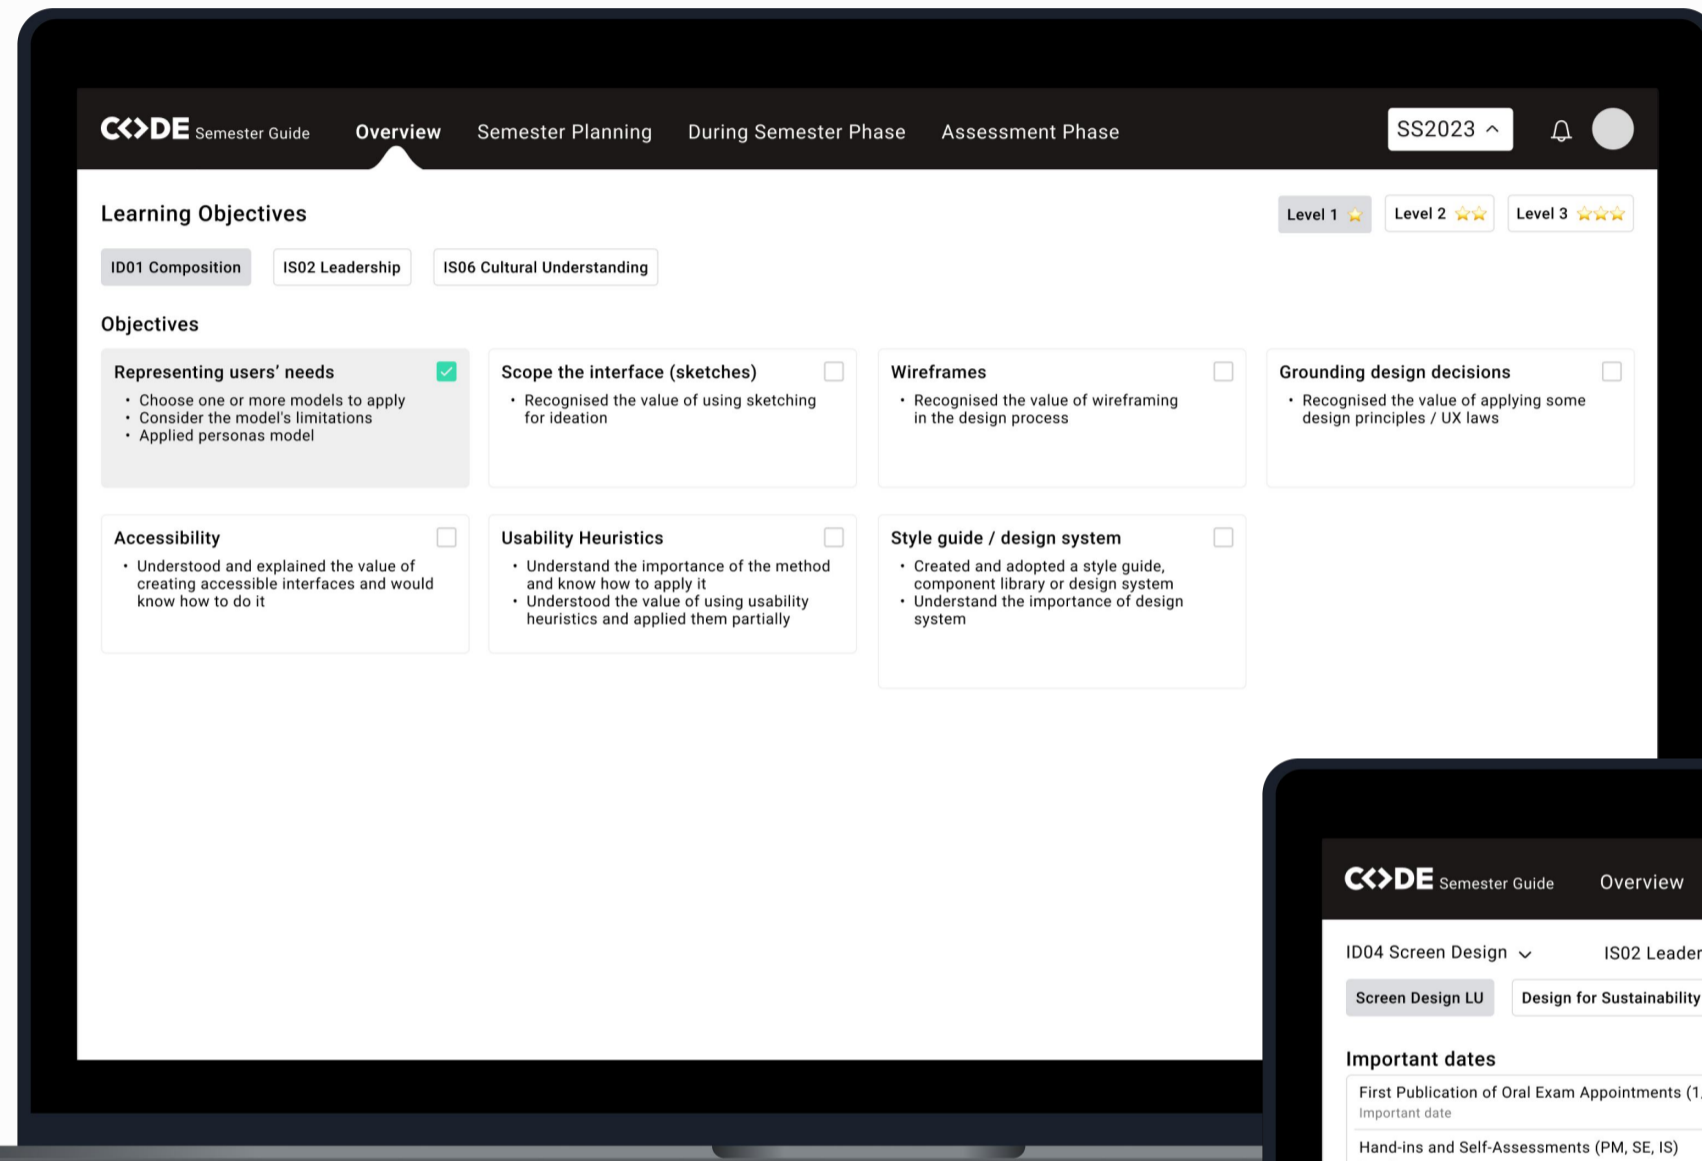 C<>DE Semester Guide Overview Semester Planning During Semester Phase Assessment Phase SS2023
Learning Objectives
Level 1 Level 2 Level 3
ID01 Composition IS02 Leadership IS06 Cultural Understanding
Objectives
Representing users’ needs
• Choose one or more models to apply
• Consider the model's limitations
• Applied personas model
Scope the interface (sketches)
• Recognised the value of using sketching
for ideation
Wireframes
• Recognised the value of wireframing
in the design process
Grounding design decisions
• Recognised the value of applying some
design principles / UX laws
Accessibility
• Understood and explained the value of
creating accessible interfaces and would
know how to do it
Usability Heuristics
• Understand the importance of the method
and know how to apply it
• Understood the value of using usability
heuristics and applied them partially
Style guide / design system
• Created and adopted a style guide,
component library or design system
• Understand the importance of design
system
C<>DE Semester Guide Overview
ID04 Screen Design IS02 Leader
Screen Design LU Design for Sustainability
Important dates
First Publication of Oral Exam Appointments (1.
Important date
Hand-ins and Self-Assessments (PM, SE, IS)